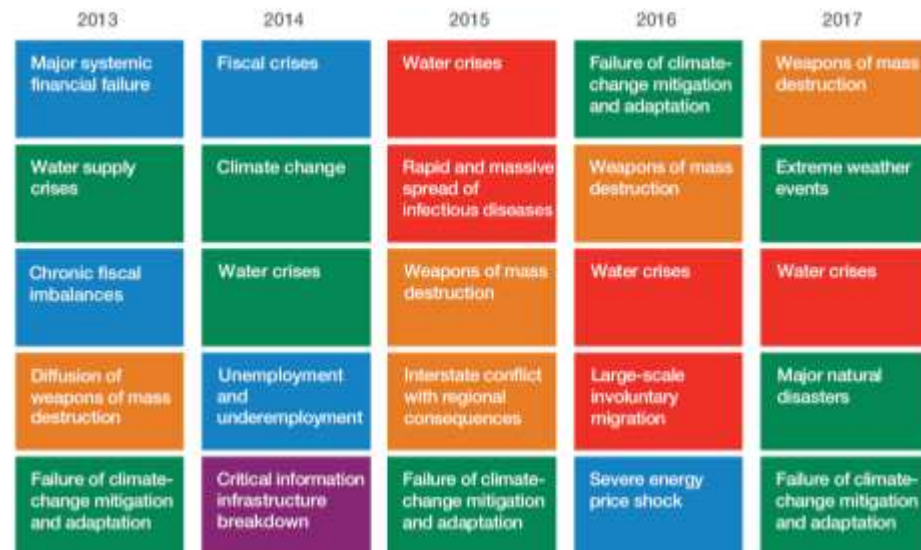 2013
2014
2015
2016
2017
Major systemic
financial failure
Fiscal crises
Water crises
Failure of climate-
change mitigation
and adaptation
Weapons of mass
destruction
Water supply
crises
Climate change
Rapid and massive
spread of
infectious diseases
Weapons of mass
destruction
Extreme weather
events
Chronic fiscal
imbalances
Water crises
Weapons of mass
destruction
Water crises
Water crises
Diffusion of
weapons of mass
destruction
Unemployment
and
underemployment
Interstate conflict
with regional
consequences
Large-scale
involuntary
migration
Major natural
disasters
Failure of climate-
change mitigation
and adaptation
Critical information
infrastructure
breakdown
Failure of climate-
change mitigation
and adaptation
Severe energy
price shock
Failure of climate-
change mitigation
and adaptation